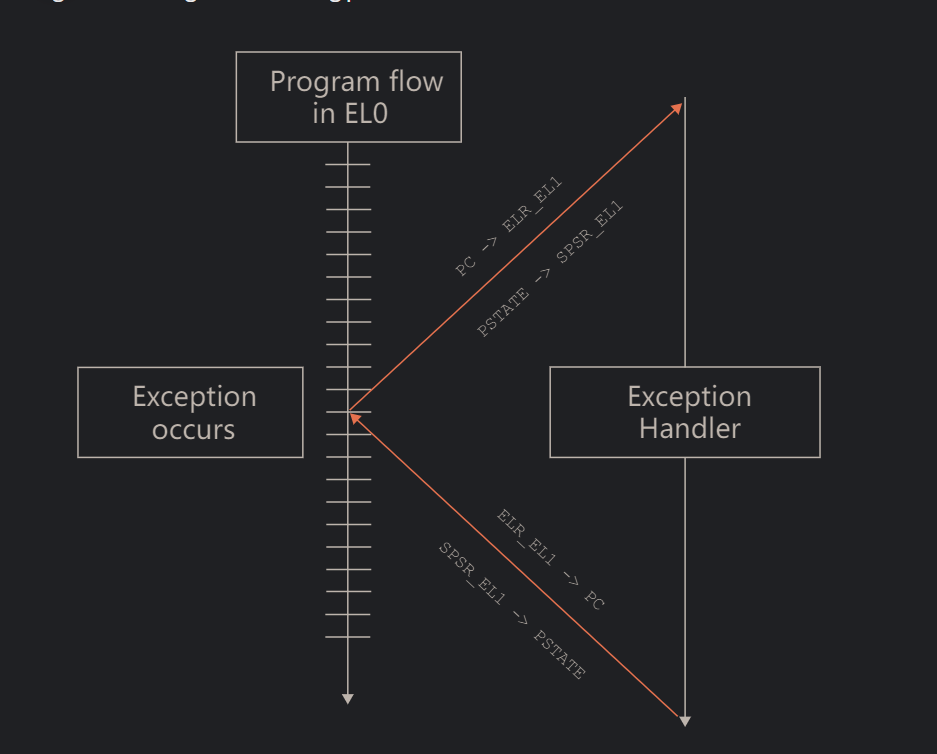 Program flow
in EL0
PC -> ELR_EL1
PSTATE -> SPSR_EL1
Exception
occurs
Exception
Handler
ELR_EL1 -> PC
SPSR_EL1 -> PSTATE